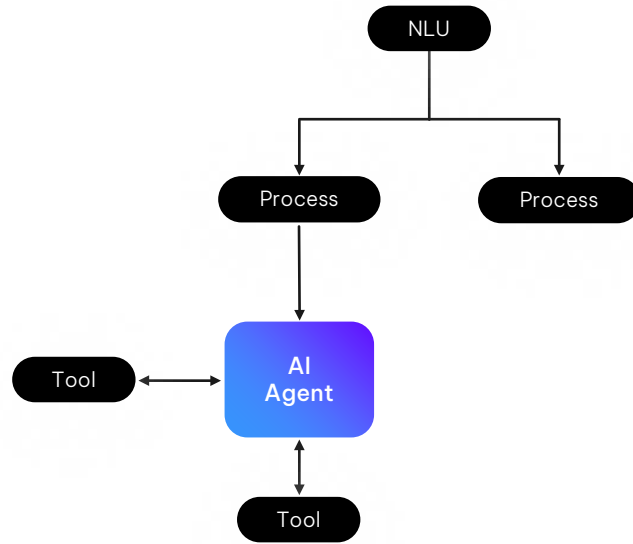 NLU
Process
Process
AI
Agent
Tool
Tool